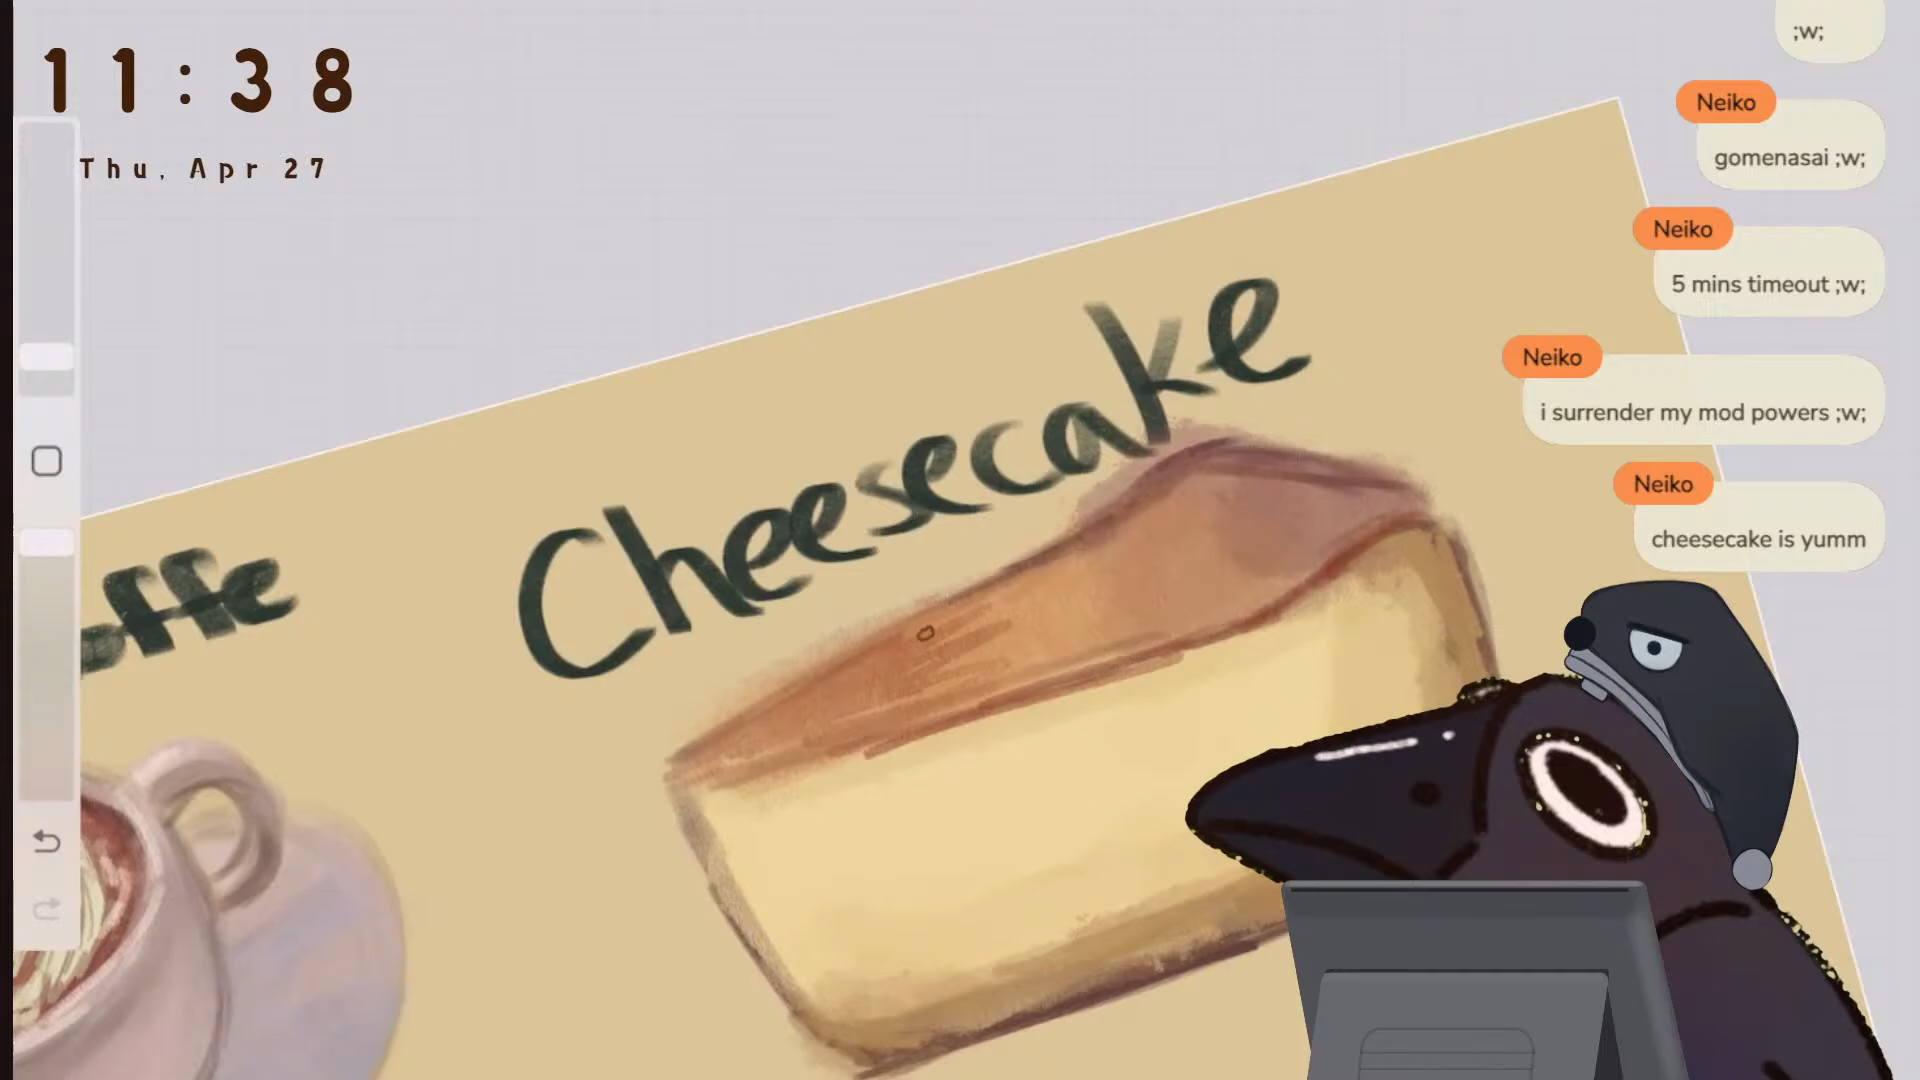 11:38
Thu, Apr 27
;w;
Neiko
gomenasai ;w;
Neiko
5 mins timeout ;w;
Neiko
i surrender my mod powers ;w;
Neiko
cheesecake is yumm
Cheesecake
offe